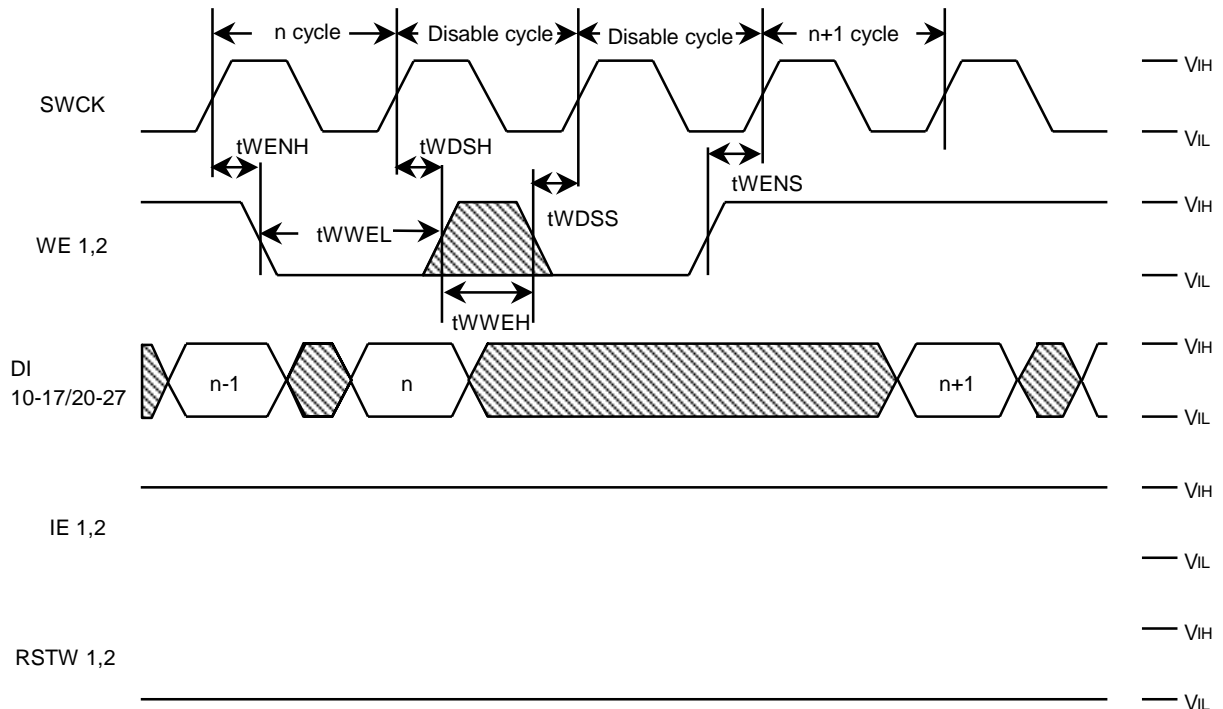 n cycle
Disable cycle
Disable cycle
n+1 cycle
SWCK
VIH
VIL
tWENH
tWDSH
tWENS
tWDSS
WE 1,2
tWWEL
VIH
VIL
tWWEH
DI
10-17/20-27
n-1
n
n+1
VIH
VIL
IE 1,2
VIH
VIL
RSTW 1,2
VIH
VIL